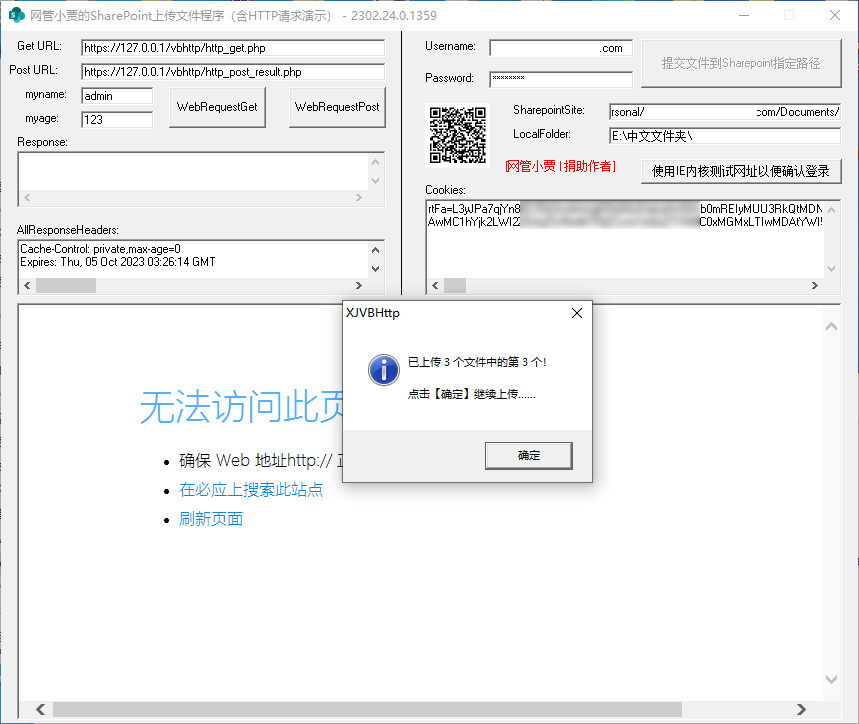 网管小贾的SharePoint上传文件程序（含HTTP请求演示） - 2302.24.0.1359
Get URL: https://127.0.0.1/vbhttp/http_get.php
Post URL: https://127.0.0.1/vbhttp/http_post_result.php
myname: admin
myage: 123
WebRequestGet
WebRequestPost
Response:
AllResponseHeaders:
Cache-Control: private,max-age=0
Expires: Thu, 05 Oct 2023 03:26:14 GMT
Username: .com
Password: ********
提交文件到Sharepoint指定路径
SharepointSite: rsonal/ com/Documents/
LocalFolder: E:\中文文件夹\
[网管小贾 | 捐助作者]
使用IE内核测试网址以便确认登录
Cookies:
rtFa=L3yJPa7qjYn8 b0mREIyMUU3RkQtMDN
AwMC1hYjk2LWI2 C0xMGMxLTIwMDAtYWI5
XJVBHttp
已上传 3 个文件中的第 3 个!
点击【确定】继续上传......
确定
无法访问此页
• 确保 Web 地址http:// 正
• 在必应上搜索此站点
• 刷新页面